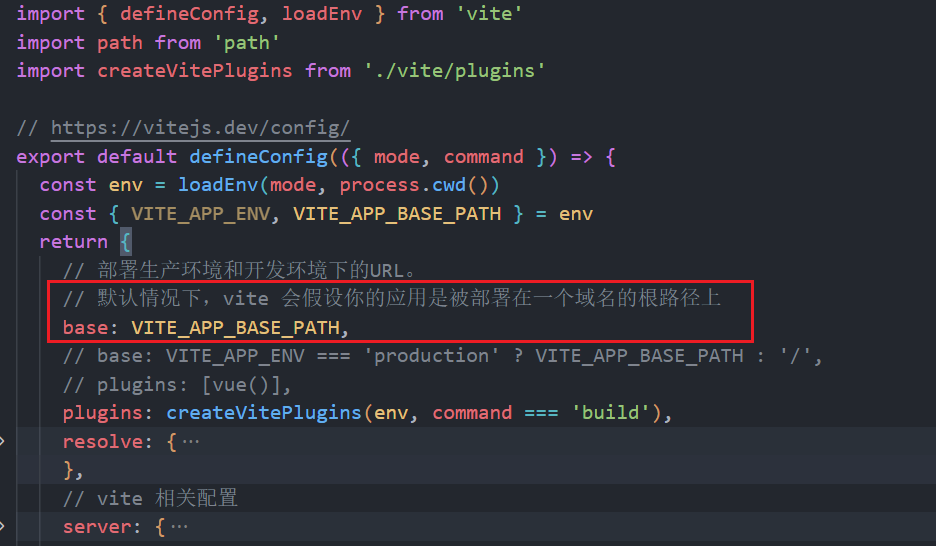 import { defineConfig, loadEnv } from 'vite'
import path from 'path'
import createVitePlugins from './vite/plugins'
// https://vitejs.dev/config/
export default defineConfig(({ mode, command }) => {
const env = loadEnv(mode, process.cwd())
const { VITE_APP_ENV, VITE_APP_BASE_PATH } = env
return {
// 部署生产环境和开发环境下的URL。
// 默认情况下，vite 会假设你的应用是被部署在一个域名的根路径上
base: VITE_APP_BASE_PATH,
// base: VITE_APP_ENV === 'production' ? VITE_APP_BASE_PATH : '/',
// plugins: [vue()],
plugins: createVitePlugins(env, command === 'build'),
resolve: {…
},
// vite 相关配置
server: {…